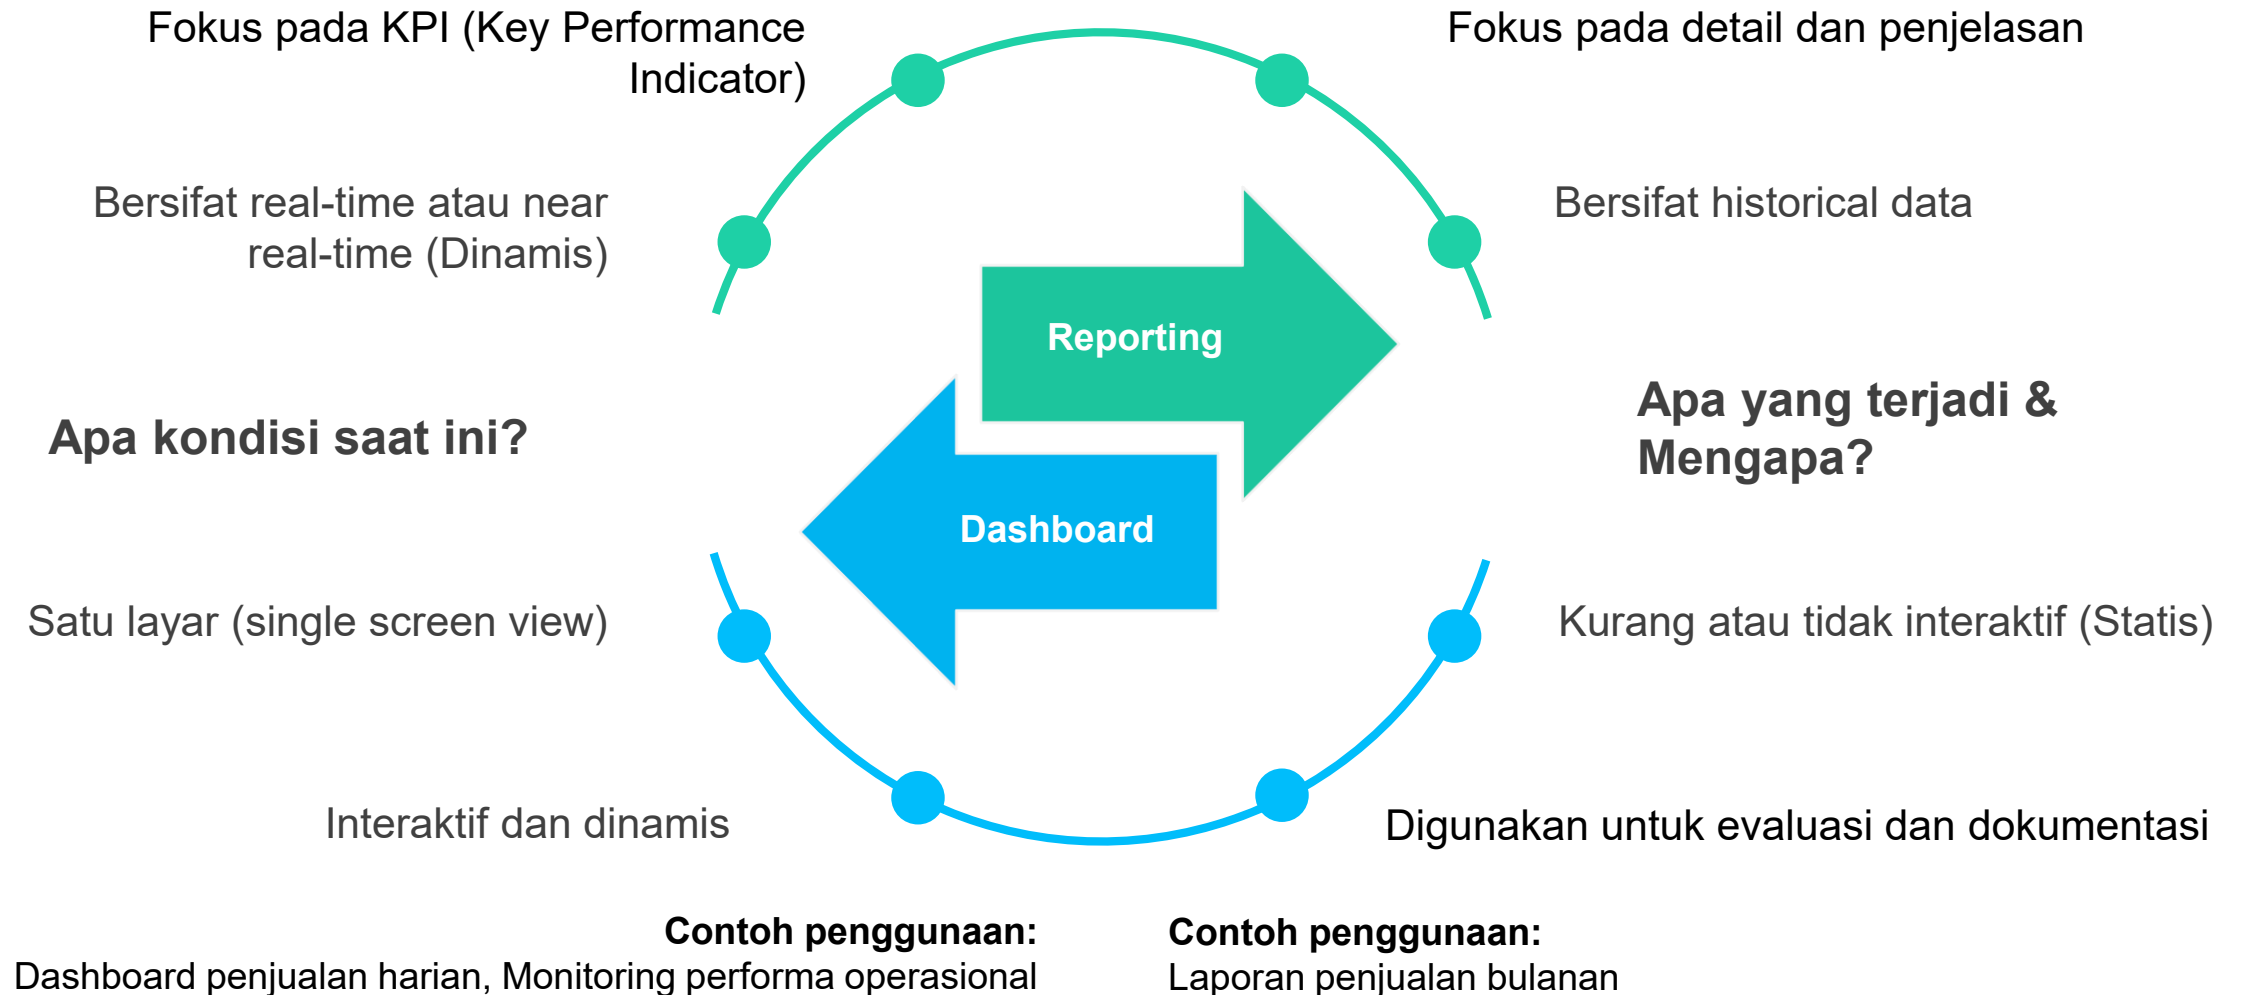 Fokus pada KPI (Key Performance
Indicator)
Bersifat real-time atau near
real-time (Dinamis)
Apa kondisi saat ini?
Satu layar (single screen view)
Interaktif dan dinamis
Reporting
Dashboard
Fokus pada detail dan penjelasan
Bersifat historical data
Apa yang terjadi &
Mengapa?
Kurang atau tidak interaktif (Statis)
Digunakan untuk evaluasi dan dokumentasi
Contoh penggunaan:
Dashboard penjualan harian, Monitoring performa operasional
Contoh penggunaan:
Laporan penjualan bulanan